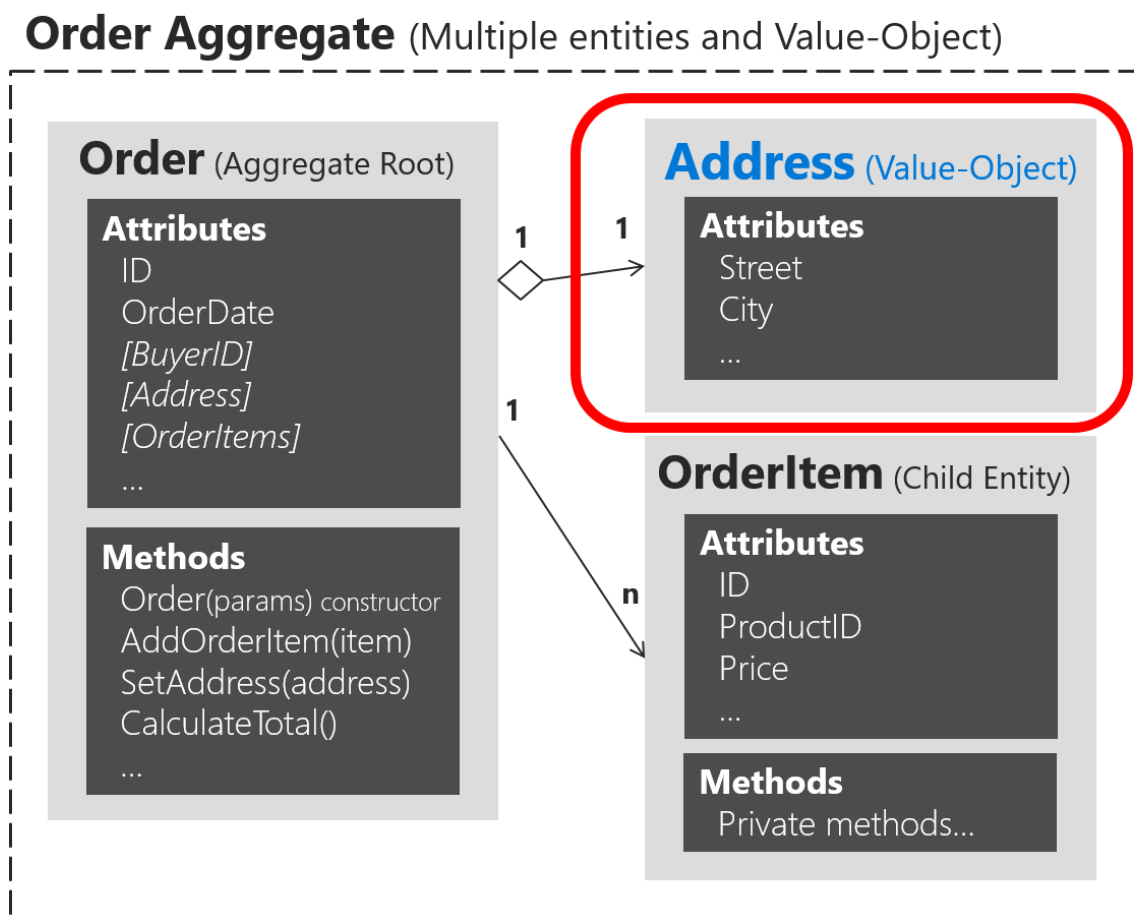 Order Aggregate (Multiple entities and Value-Object)
Order (Aggregate Root)
Attributes
ID
OrderDate
[BuyerID]
[Address]
[OrderItems]
...
Methods
Order(params) constructor
AddOrderItem(item)
SetAddress(address)
CalculateTotal()
...
1
1
1
n
Address (Value-Object)
Attributes
Street
City
...
OrderItem (Child Entity)
Attributes
ID
ProductID
Price
...
Methods
Private methods...